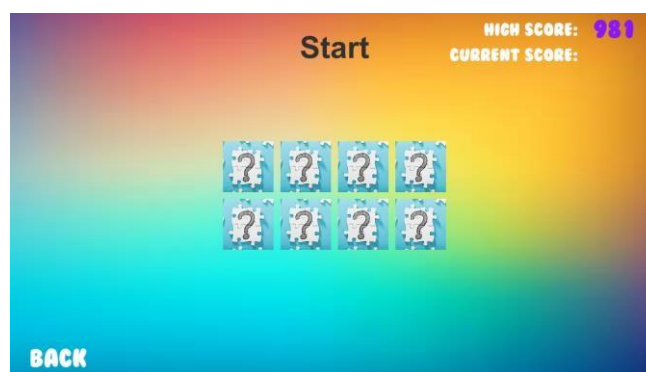 Start
HIGH SCORE: 981
CURRENT SCORE:
? ? ? ?
? ? ? ?
BACK